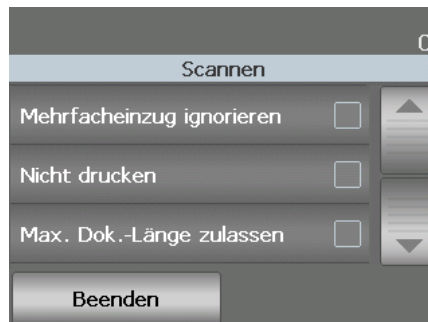 Scannen
Mehrfacheinzug ignorieren
Nicht drucken
Max. Dok.-Länge zulassen
Beenden